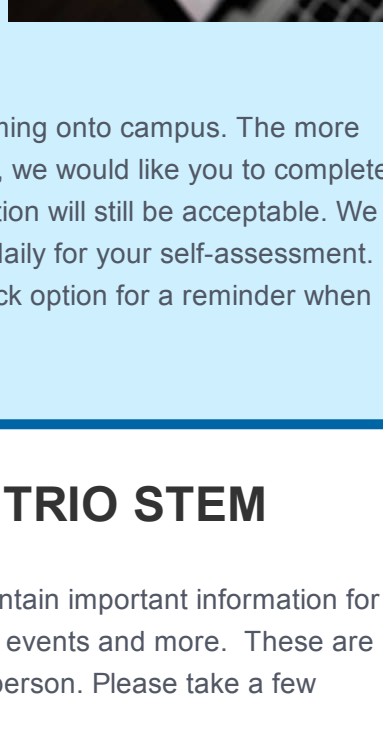 ning onto campus. The more
, we would like you to complete
tion will still be acceptable. We
daily for your self-assessment.
ck option for a reminder when
TRIO STEM
ntain important information for
events and more. These are
person. Please take a few